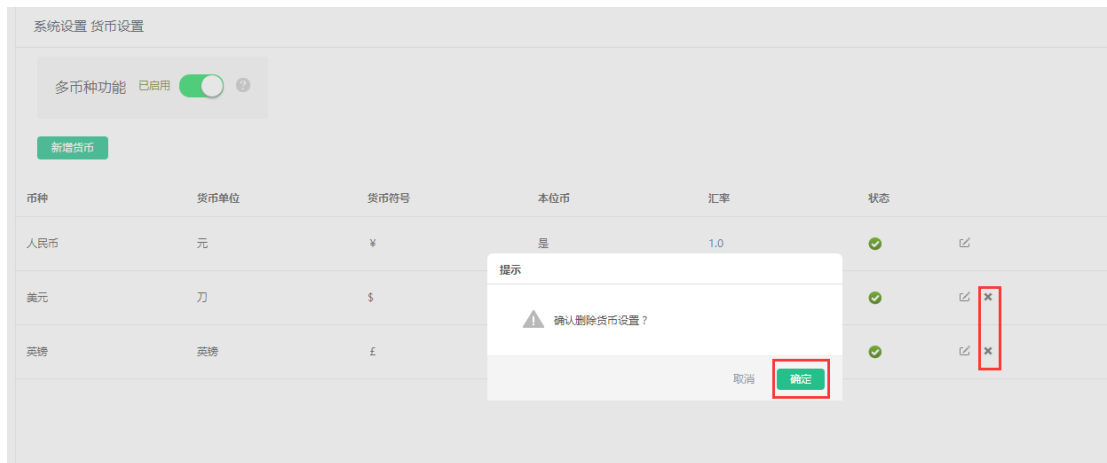 系统设置 货币设置
多币种功能 已启用 ?
新增货币
币种 货币单位 货币符号 本位币 汇率 状态
人民币 元 ¥ 是 1.0
提示
美元 刀 $
确认删除货币设置？
英镑 英镑 £
取消 确定